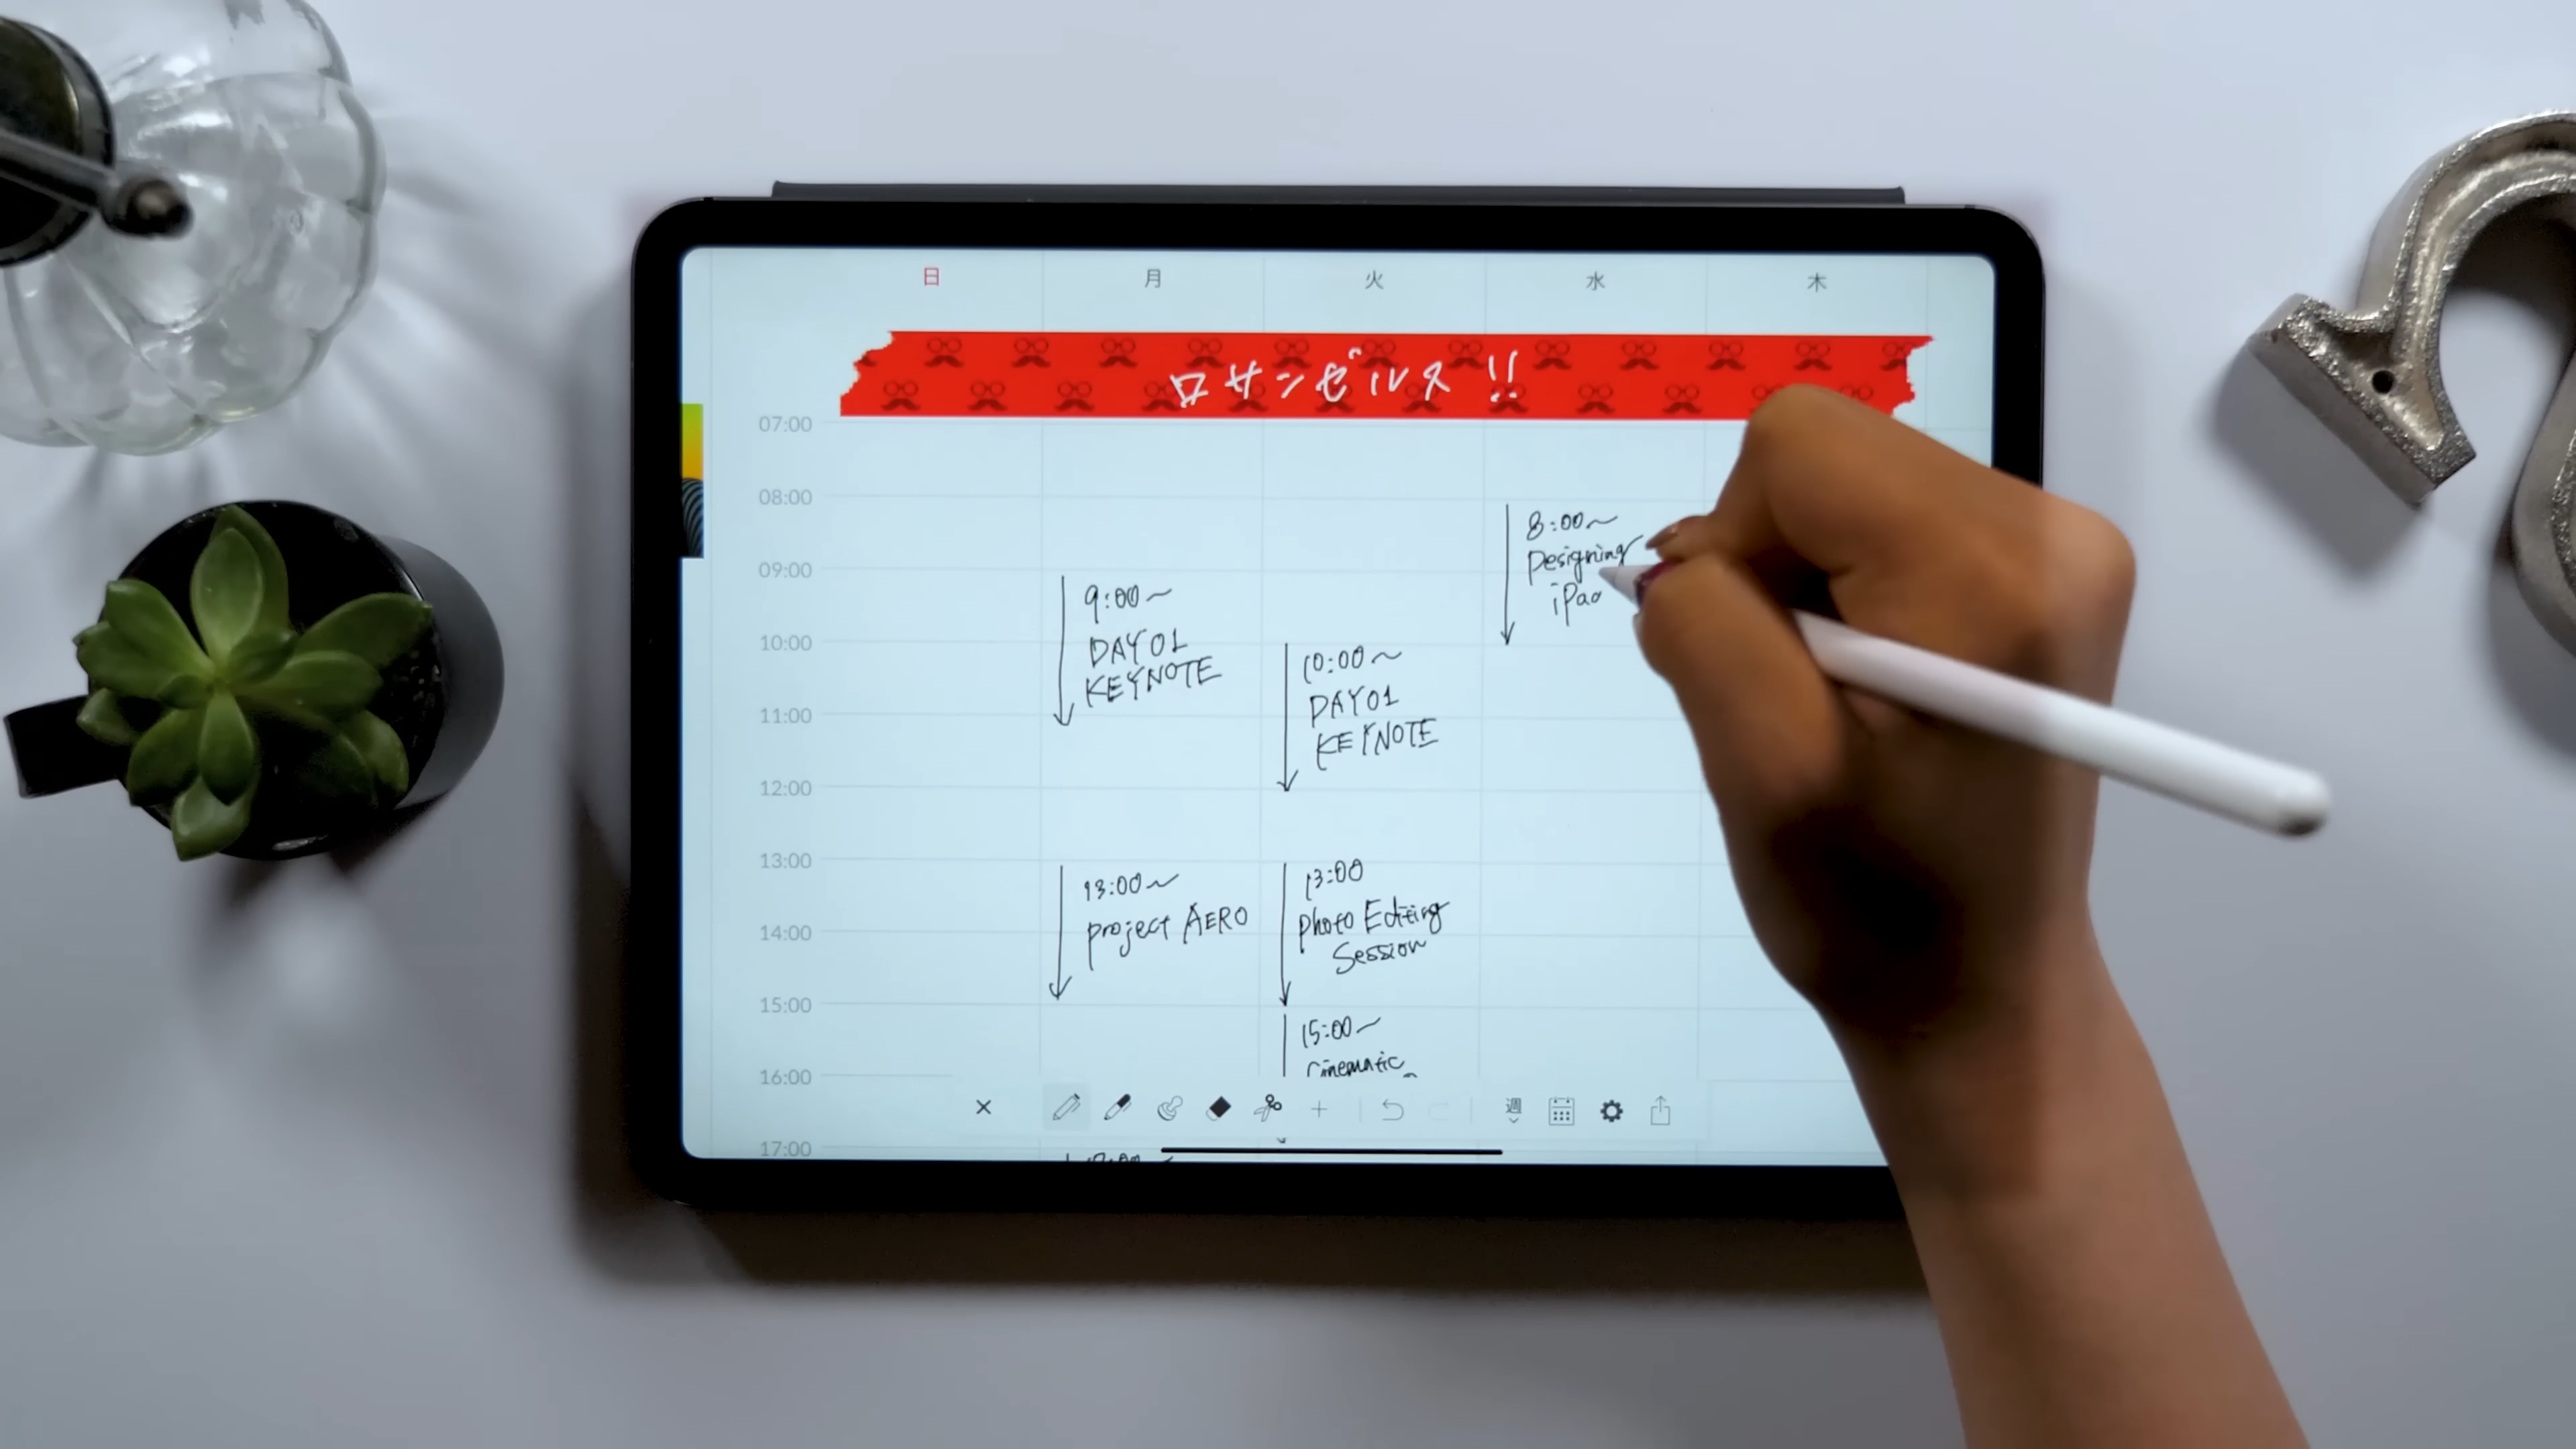 日 月 火 水 木
ロサンゼルス!!
07:00
08:00
09:00
10:00
11:00
12:00
13:00
14:00
15:00
16:00
17:00
9:00~
DAY01
KEYNOTE
13:00~
project AERO
10:00~
DAY01
KEYNOTE
13:00
photo Editing
Session
15:00~
Cinematic
8:00~
Designing
iPad
週